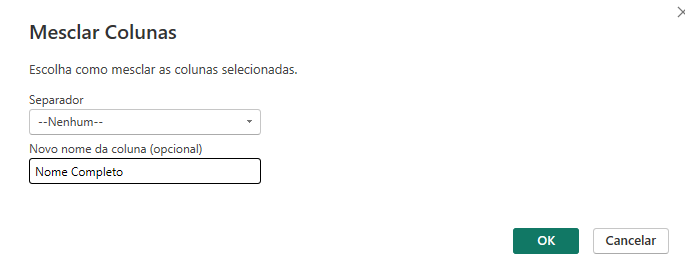 Mesclar Colunas
Escolha como mesclar as colunas selecionadas.
Separador
--Nenhum--
Novo nome da coluna (opcional)
Nome Completo
OK
Cancelar